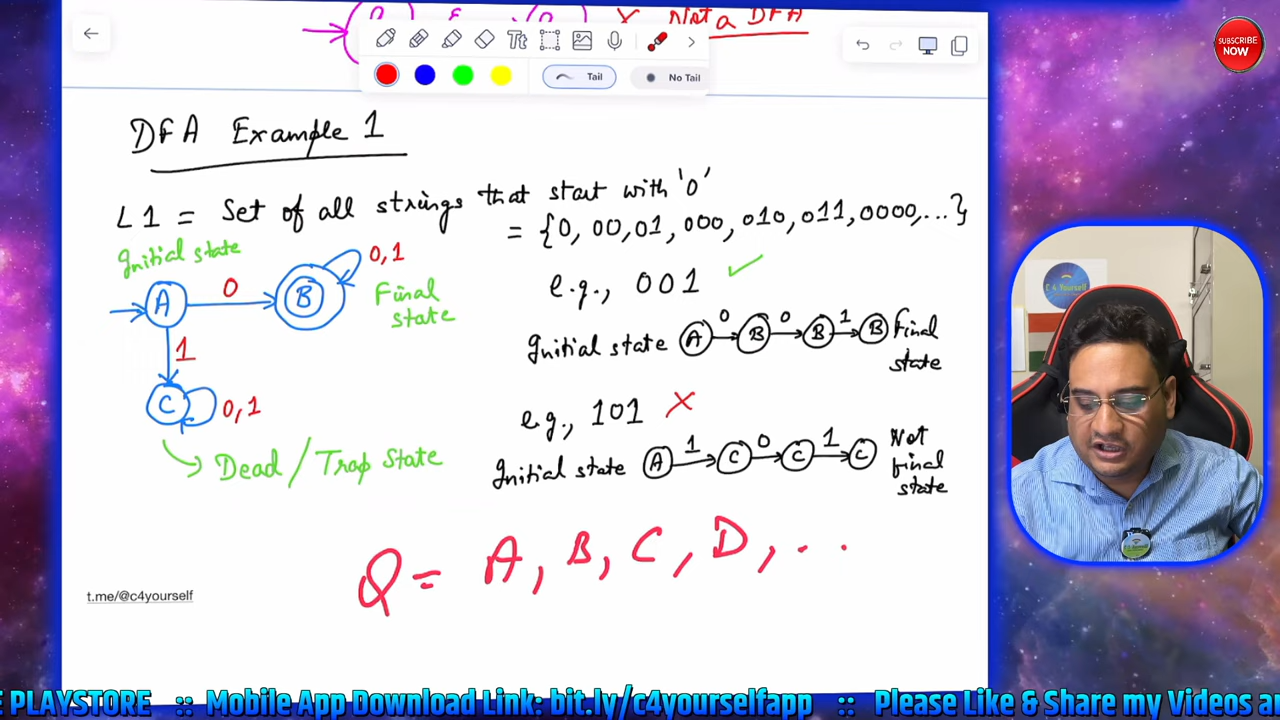 Not a DFA
Tt
Tail
No Tail
SUBSCRIBE
NOW
DFA Example 1
L1 = Set of all strings that start with '0'
= {0, 00, 01, 000, 010, 011, 0000, ...}
Initial state
A
0
B
0,1
Final
state
1
C
0,1
Dead / Trap State
e.g., 001 ✓
Initial state A 0 B 0 B 1 B Final
state
e.g., 101 ✗
Initial state A 1 C 0 C 1 C Not
final
state
Q = A, B, C, D, ...
t.me/@c4yourself
C 4 Yourself
E PLAYSTORE :: Mobile App Download Link: bit.ly/c4yourselfapp :: Please Like & Share my Videos a